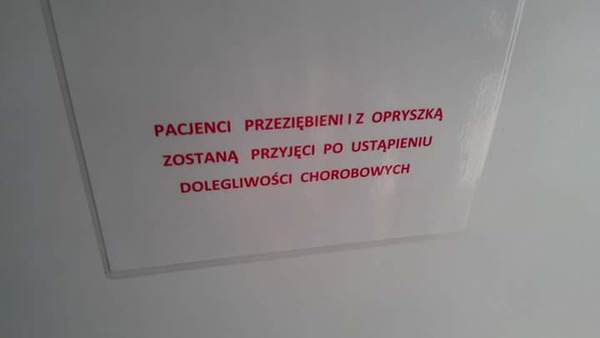 PACJENCI PRZEZIĘBIENI I Z OPRYSZKĄ
ZOSTANĄ PRZYJĘCI PO USTĄPIENIU
DOLEGLIWOŚCI CHOROBOWYCH